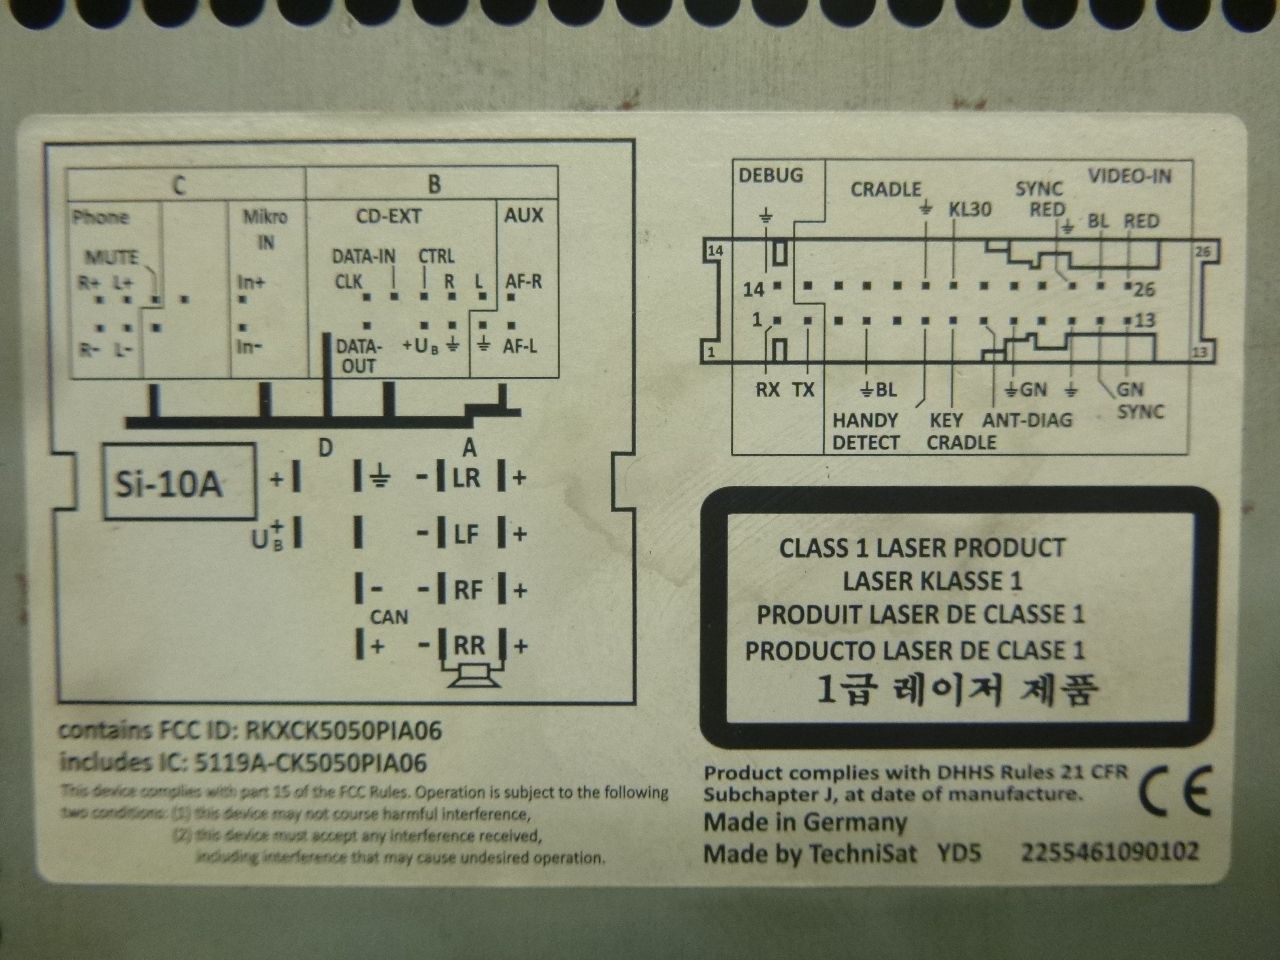 C B
Phone Mikro IN CD-EXT AUX
MUTE DATA-IN CTRL
R+ L+ In+ CLK R L AF-R
R- L- In- DATA-OUT +UB AF-L
D A
Si-10A + - LR +
U+B - LF +
- - RF +
CAN
+ - RR +
contains FCC ID: RKXCK5050PIA06
includes IC: 5119A-CK5050PIA06
This device complies with part 15 of the FCC Rules. Operation is subject to the following
two conditions: (1) this device may not course harmful interference,
(2) this device must accept any interference received,
including interference that may cause undesired operation.
DEBUG CRADLE SYNC VIDEO-IN
KL30 RED BL RED
14 26
14 26
1 13
1 13
RX TX BL GN GN
HANDY KEY ANT-DIAG SYNC
DETECT CRADLE
CLASS 1 LASER PRODUCT
LASER KLASSE 1
PRODUIT LASER DE CLASSE 1
PRODUCTO LASER DE CLASE 1
1급 레이저 제품
Product complies with DHHS Rules 21 CFR
Subchapter J, at date of manufacture.
CE
Made in Germany
Made by TechniSat YD5 2255461090102